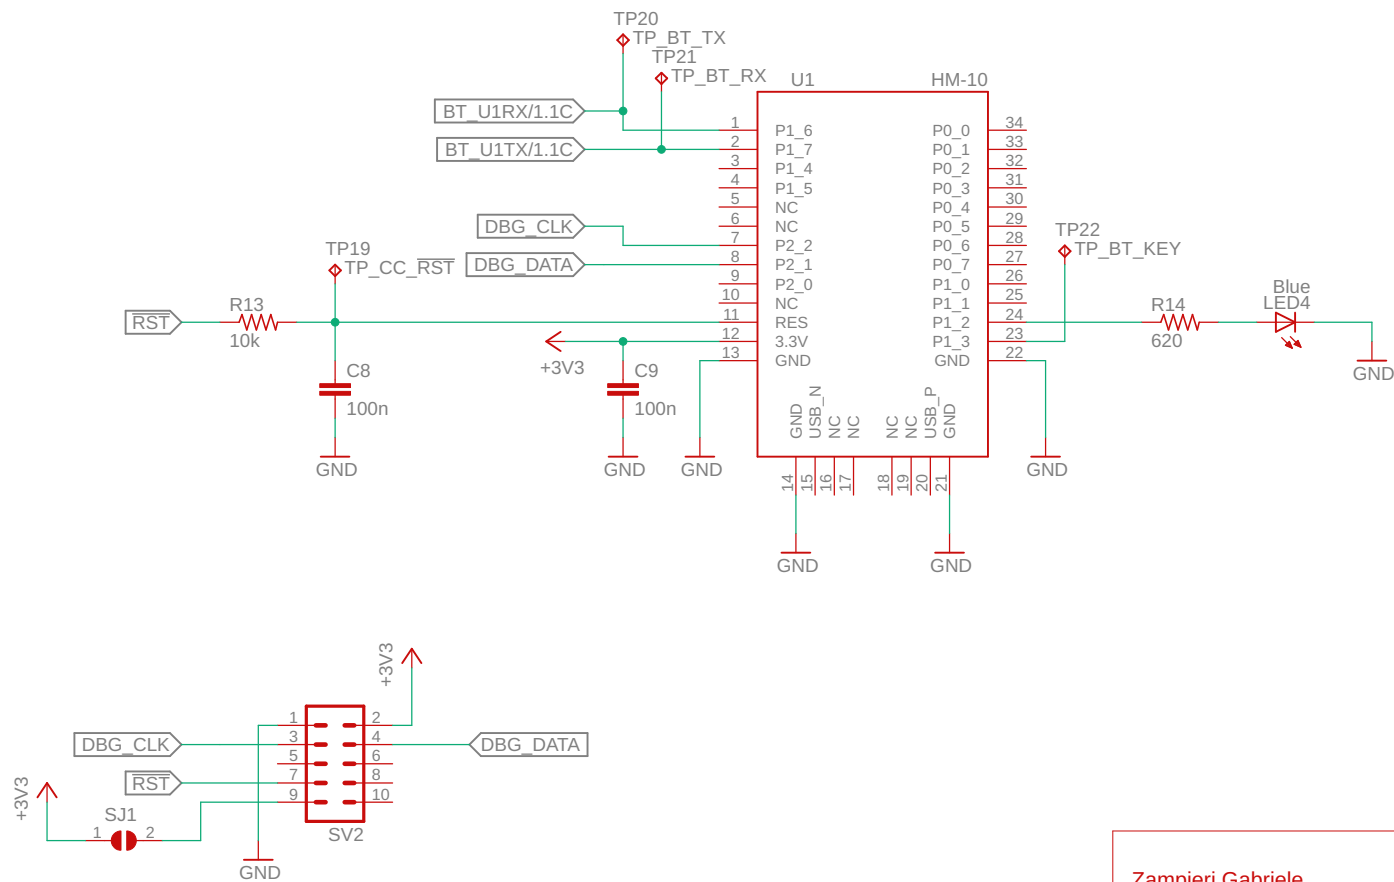 TP20
TP_BT_TX
TP21
TP_BT_RX
U1
HM-10
BT_U1RX/1.1C
BT_U1TX/1.1C
DBG_CLK
DBG_DATA
TP19
TP_CC_RST
RST
R13
10k
C8
100n
GND
+3V3
C9
100n
GND
GND
1 P1_6
2 P1_7
3 P1_4
4 P1_5
5 NC
6 NC
7 P2_2
8 P2_1
9 P2_0
10 NC
11 RES
12 3.3V
13 GND
P0_0 34
P0_1 33
P0_2 32
P0_3 31
P0_4 30
P0_5 29
P0_6 28
P0_7 27
P1_0 26
P1_1 25
P1_2 24
P1_3 23
GND 22
14 GND
15 USB_N
16 NC
17 NC
18 NC
19 NC
20 USB_P
21 GND
GND
GND
GND
TP22
TP_BT_KEY
R14
620
Blue
LED4
GND
+3V3
1 2
3 4
5 6
7 8
9 10
SV2
DBG_CLK
DBG_DATA
RST
+3V3
SJ1
1 2
GND
Zampieri Gabriele